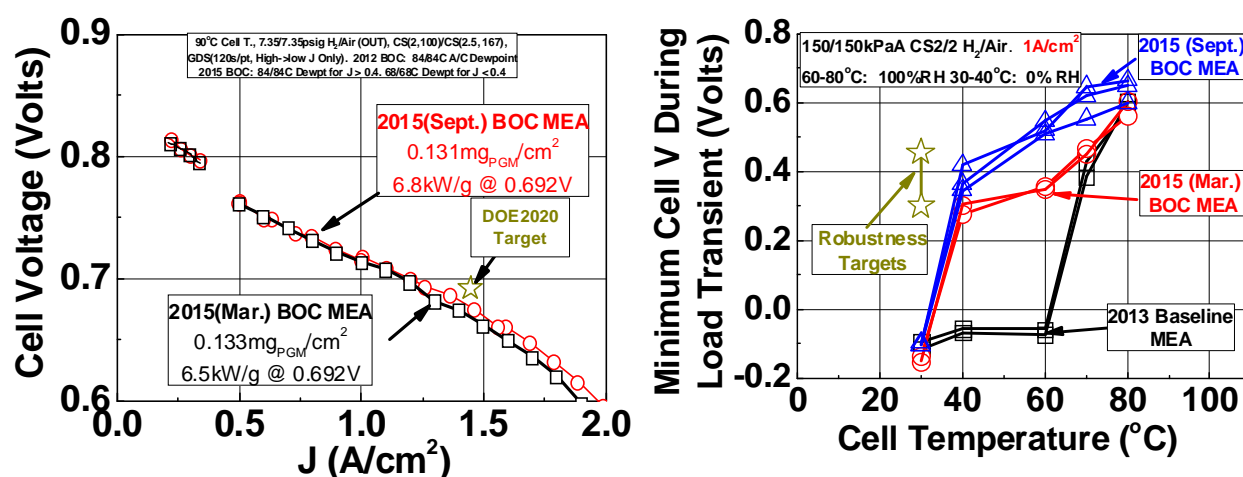 90°C Cell T., 7.35/7.35psig H₂/Air (OUT), CS(2,100)/CS(2.5, 167),
GDS(120s/pt, High->low J Only). 2012 BOC: 84/84C A/C Dewpoint
2015 BOC: 84/84C Dewpt for J > 0.4. 68/68C Dewpt for J < 0.4
2015(Sept.) BOC MEA
0.131mg_PGM/cm²
6.8kW/g @ 0.692V
DOE2020
Target
2015(Mar.) BOC MEA
0.133mg_PGM/cm²
6.5kW/g @ 0.692V
Cell Voltage (Volts)
0.9
0.8
0.7
0.6
0.0
0.5
1.0
1.5
2.0
J (A/cm²)
150/150kPaA CS2/2 H₂/Air. 1A/cm²
60-80°C: 100%RH 30-40°C: 0% RH
2015 (Sept.)
BOC MEA
2015 (Mar.)
BOC MEA
Robustness
Targets
2013 Baseline
MEA
Minimum Cell V During
Load Transient (Volts)
0.8
0.6
0.4
0.2
0.0
-0.2
0
20
40
60
80
100
Cell Temperature (°C)